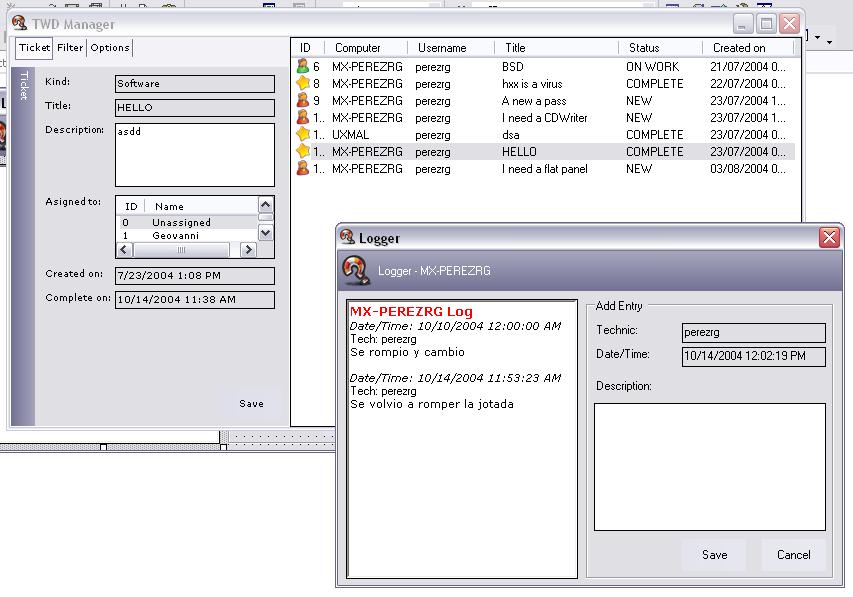 TWD Manager
Ticket Filter Options
Ticket
Kind: Software
Title: HELLO
Description: asdd
Asigned to: ID Name
0 Unassigned
1 Geovanni
Created on: 7/23/2004 1:08 PM
Complete on: 10/14/2004 11:38 AM
Save
ID Computer Username Title Status Created on
6 MX-PEREZRG perezrg BSD ON WORK 21/07/2004 0...
8 MX-PEREZRG perezrg hxx is a virus COMPLETE 22/07/2004 0...
9 MX-PEREZRG perezrg A new a pass NEW 23/07/2004 1...
1.. MX-PEREZRG perezrg I need a CDWriter NEW 23/07/2004 0...
1.. UXMAL perezrg dsa COMPLETE 23/07/2004 0...
1.. MX-PEREZRG perezrg HELLO COMPLETE 23/07/2004 0...
1.. MX-PEREZRG perezrg I need a flat panel NEW 03/08/2004 0...
Logger
Logger - MX-PEREZRG
MX-PEREZRG Log
Date/Time: 10/10/2004 12:00:00 AM
Tech: perezrg
Se rompio y cambio
Date/Time: 10/14/2004 11:53:23 AM
Tech: perezrg
Se volvio a romper la jotada
Add Entry
Technic: perezrg
Date/Time: 10/14/2004 12:02:19 PM
Description:
Save Cancel